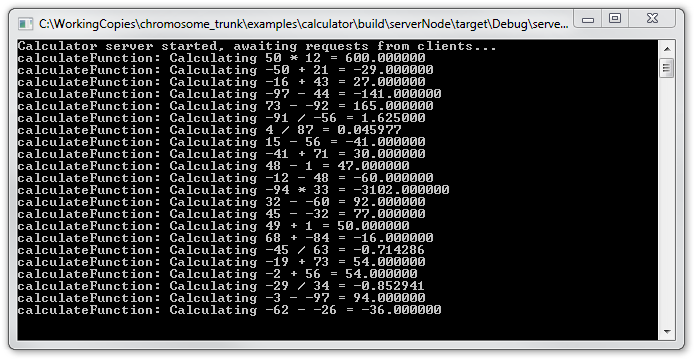 C:\WorkingCopies\chromosome_trunk\examples\calculator\build\serverNode\target\Debug\serve...
Calculator server started, awaiting requests from clients...
calculateFunction: Calculating 50 * 12 = 600.000000
calculateFunction: Calculating -50 + 21 = -29.000000
calculateFunction: Calculating -16 + 43 = 27.000000
calculateFunction: Calculating -97 - 44 = -141.000000
calculateFunction: Calculating 73 - -92 = 165.000000
calculateFunction: Calculating -91 / -56 = 1.625000
calculateFunction: Calculating 4 / 87 = 0.045977
calculateFunction: Calculating 15 - 56 = -41.000000
calculateFunction: Calculating -41 + 71 = 30.000000
calculateFunction: Calculating 48 - 1 = 47.000000
calculateFunction: Calculating -12 - 48 = -60.000000
calculateFunction: Calculating -94 * 33 = -3102.000000
calculateFunction: Calculating 32 - -60 = 92.000000
calculateFunction: Calculating 45 - -32 = 77.000000
calculateFunction: Calculating 49 + 1 = 50.000000
calculateFunction: Calculating 68 + -84 = -16.000000
calculateFunction: Calculating -45 / 63 = -0.714286
calculateFunction: Calculating -19 + 73 = 54.000000
calculateFunction: Calculating -2 + 56 = 54.000000
calculateFunction: Calculating -29 / 34 = -0.852941
calculateFunction: Calculating -3 - -97 = 94.000000
calculateFunction: Calculating -62 - -26 = -36.000000